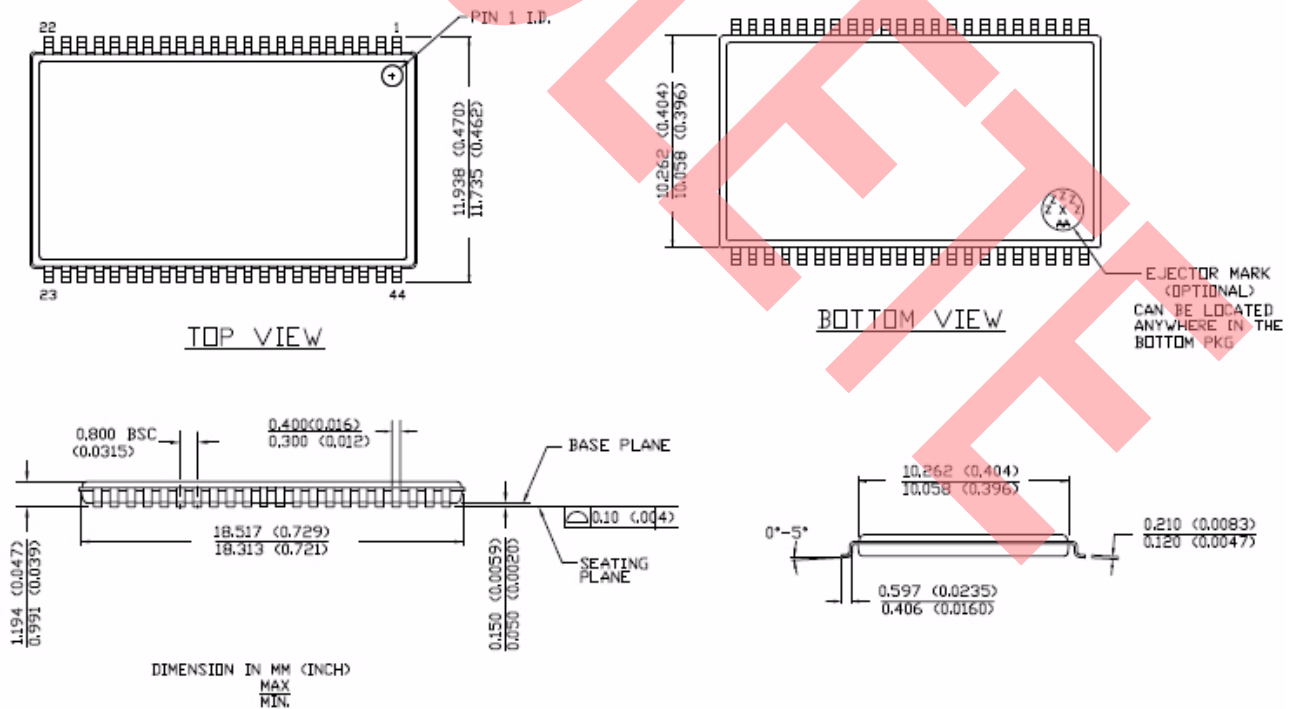 22
1
PIN 1 I.D.
11.938 (0.470)
11.735 (0.462)
23
44
TOP VIEW
10.262 (0.404)
10.058 (0.396)
Z Z Z Z Z
X
AA
EJECTOR MARK
(OPTIONAL)
CAN BE LOCATED
ANYWHERE IN THE
BOTTOM PKG
BOTTOM VIEW
0.800 BSC
(0.0315)
0.400(0.016)
0.300 (0.012)
BASE PLANE
0.10 (.004)
18.517 (0.729)
18.313 (0.721)
1.194 (0.047)
0.991 (0.039)
0.150 (0.0059)
0.050 (0.0020)
SEATING
PLANE
10.262 (0.404)
10.058 (0.396)
0°-5°
0.210 (0.0083)
0.120 (0.0047)
0.597 (0.0235)
0.406 (0.0160)
DIMENSION IN MM (INCH)
MAX
MIN.
LETE